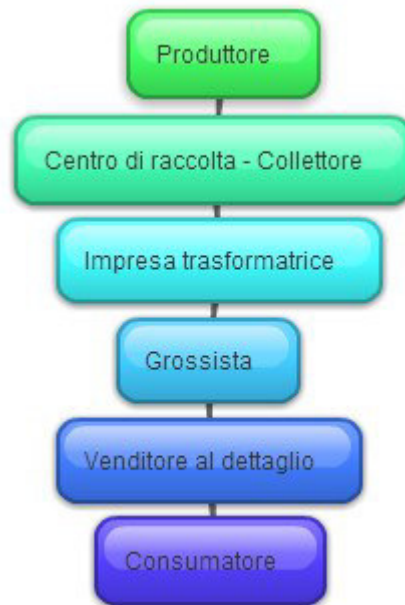 Produttore
Centro di raccolta - Collettore
Impresa trasformatrice
Grossista
Venditore al dettaglio
Consumatore